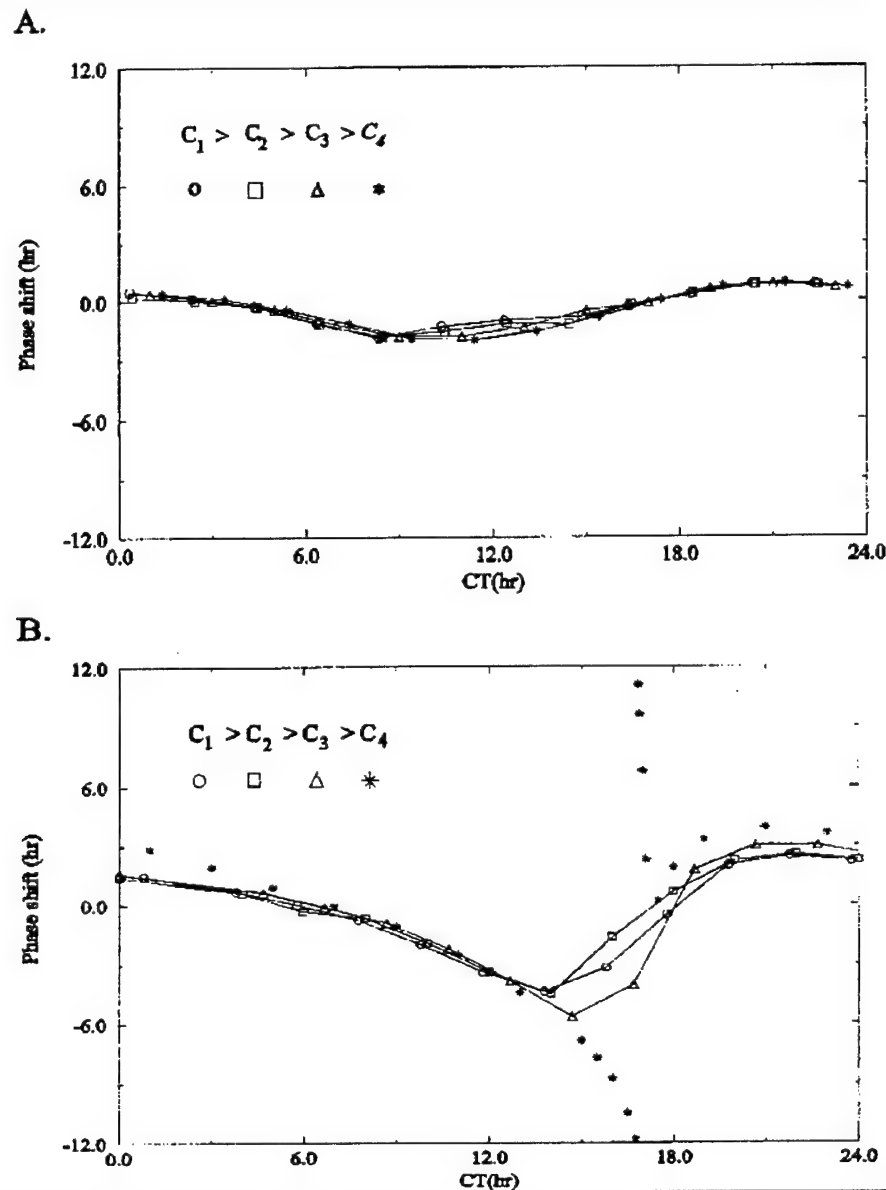 A.
12.0
6.0
0.0
-6.0
-12.0
Phase shift (hr)
C₁ > C₂ > C₃ > C₄
0.0 6.0 12.0 18.0 24.0
CT(hr)
B.
12.0
6.0
0.0
-6.0
-12.0
Phase shift (hr)
C₁ > C₂ > C₃ > C₄
0.0 6.0 12.0 18.0 24.0
CT(hr)